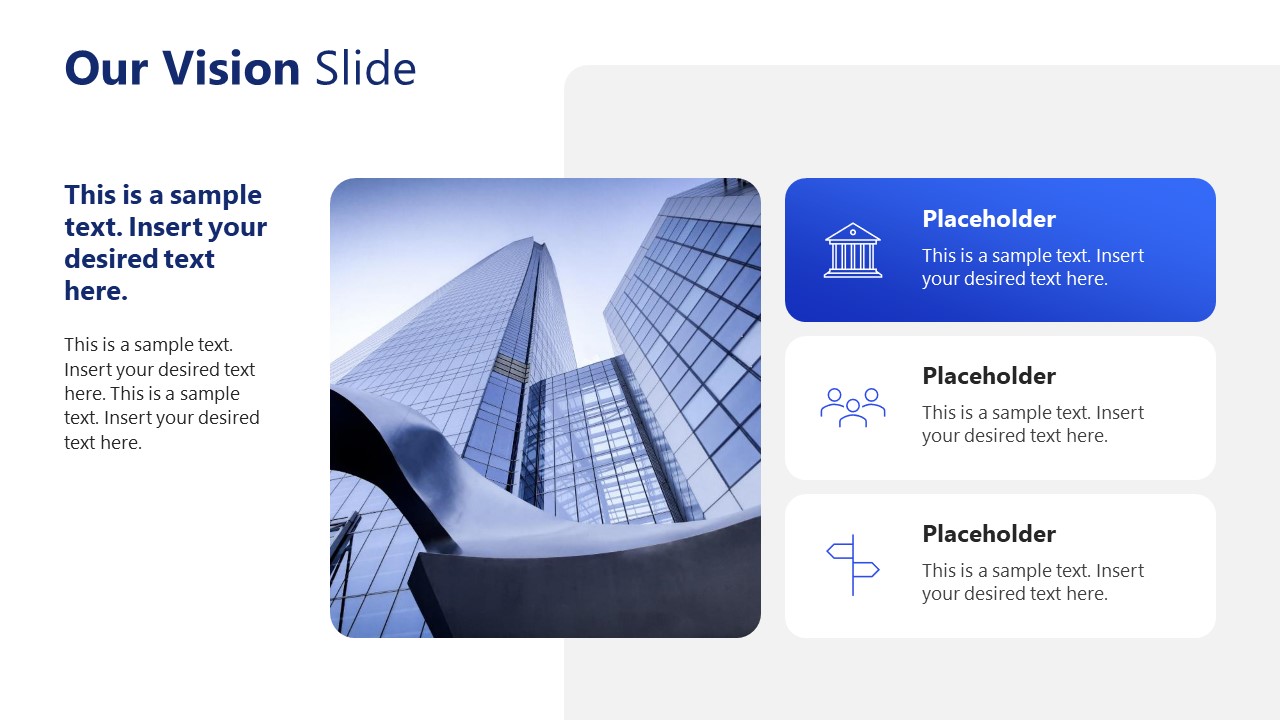 Our Vision Slide
This is a sample
text. Insert your
desired text
here.
This is a sample text.
Insert your desired text
here. This is a sample
text. Insert your desired
text here.
Placeholder
This is a sample text. Insert
your desired text here.
Placeholder
This is a sample text. Insert
your desired text here.
Placeholder
This is a sample text. Insert
your desired text here.